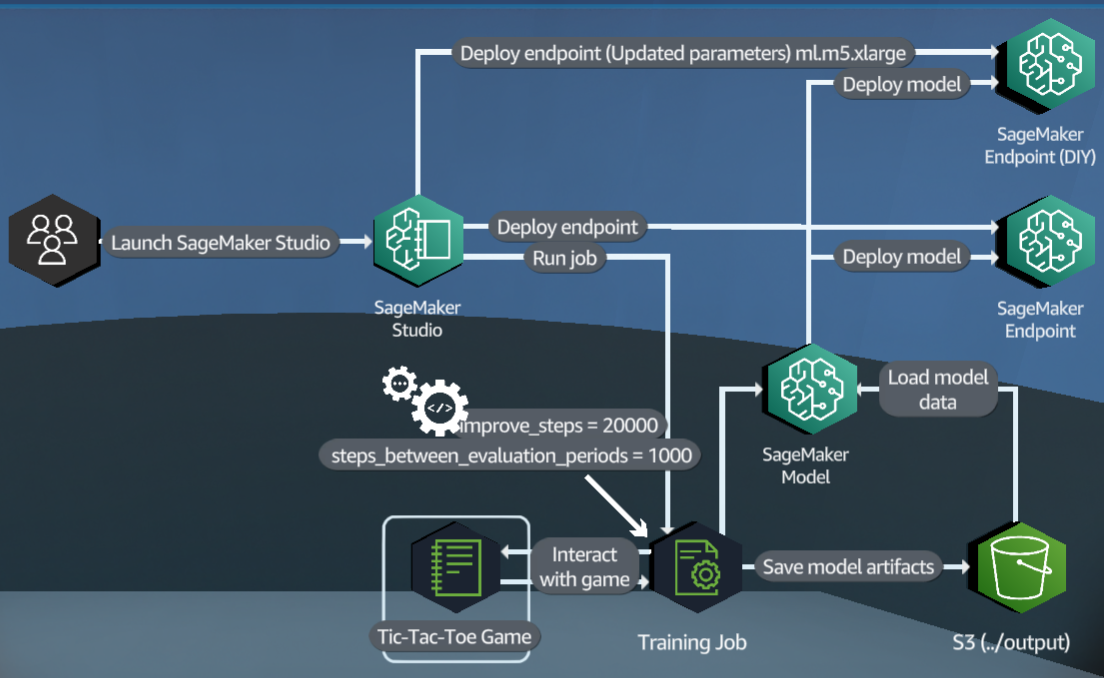 Deploy endpoint (Updated parameters) ml.m5.xlarge
Deploy model
SageMaker
Endpoint (DIY)
Launch SageMaker Studio
Deploy endpoint
Run job
Deploy model
SageMaker
Studio
SageMaker
Endpoint
Load model
data
</>
improve_steps = 20000
steps_between_evaluation_periods = 1000
SageMaker
Model
Interact
with game
Save model artifacts
Tic-Tac-Toe Game
Training Job
S3 (../output)